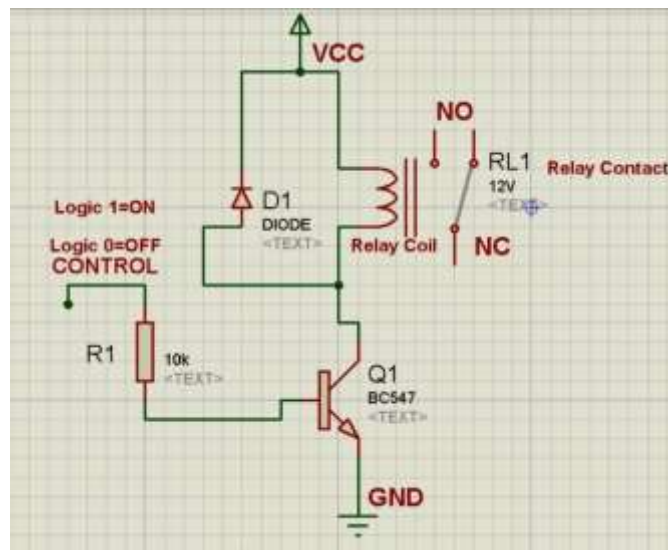 VCC
NO
RL1
Relay Contact
12V
<TEXT>
D1
DIODE
<TEXT>
Logic 1=ON
Logic 0=OFF
CONTROL
Relay Coil
NC
R1
10k
<TEXT>
Q1
BC547
<TEXT>
GND